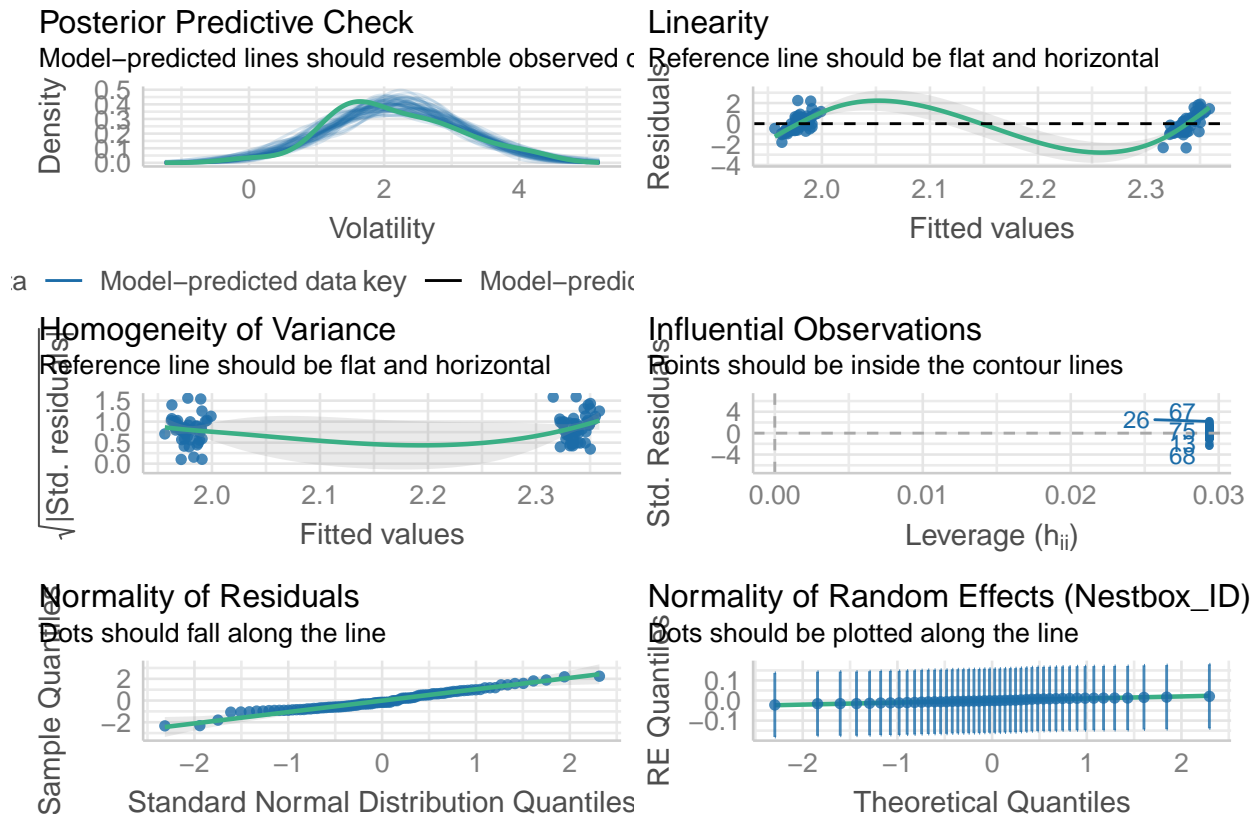 Posterior Predictive Check
Model−predicted lines should resemble observed
Density
0.5
0.4
0.3
0.2
0.1
0.0
0 2 4
Volatility
ta Model−predicted data key Model−predic
Linearity
Reference line should be flat and horizontal
Residuals
2
0
−2
−4
2.0 2.1 2.2 2.3
Fitted values
Homogeneity of Variance
Reference line should be flat and horizontal
√|Std. residuals|
1.5
1.0
0.5
0.0
2.0 2.1 2.2 2.3
Fitted values
Influential Observations
Points should be inside the contour lines
Std. Residuals
4
0
−4
67
26
75
13
68
0.00 0.01 0.02 0.03
Leverage (hii)
Normality of Residuals
Dots should fall along the line
Sample Quantiles
2
0
−2
−2 −1 0 1 2
Standard Normal Distribution Quantiles
Normality of Random Effects (Nestbox_ID)
Dots should be plotted along the line
RE Quantiles
0.1
0.0
−0.1
−2 −1 0 1 2
Theoretical Quantiles